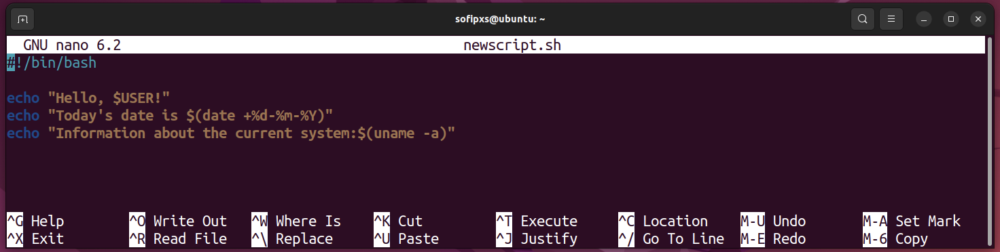 sofipxs@ubuntu: ~
GNU nano 6.2 newscript.sh
#!/bin/bash
echo "Hello, $USER!"
echo "Today's date is $(date +%d-%m-%Y)"
echo "Information about the current system:$(uname -a)"
^G Help ^O Write Out ^W Where Is ^K Cut ^T Execute ^C Location M-U Undo M-A Set Mark
^X Exit ^R Read File ^\ Replace ^U Paste ^J Justify ^/ Go To Line M-E Redo M-6 Copy